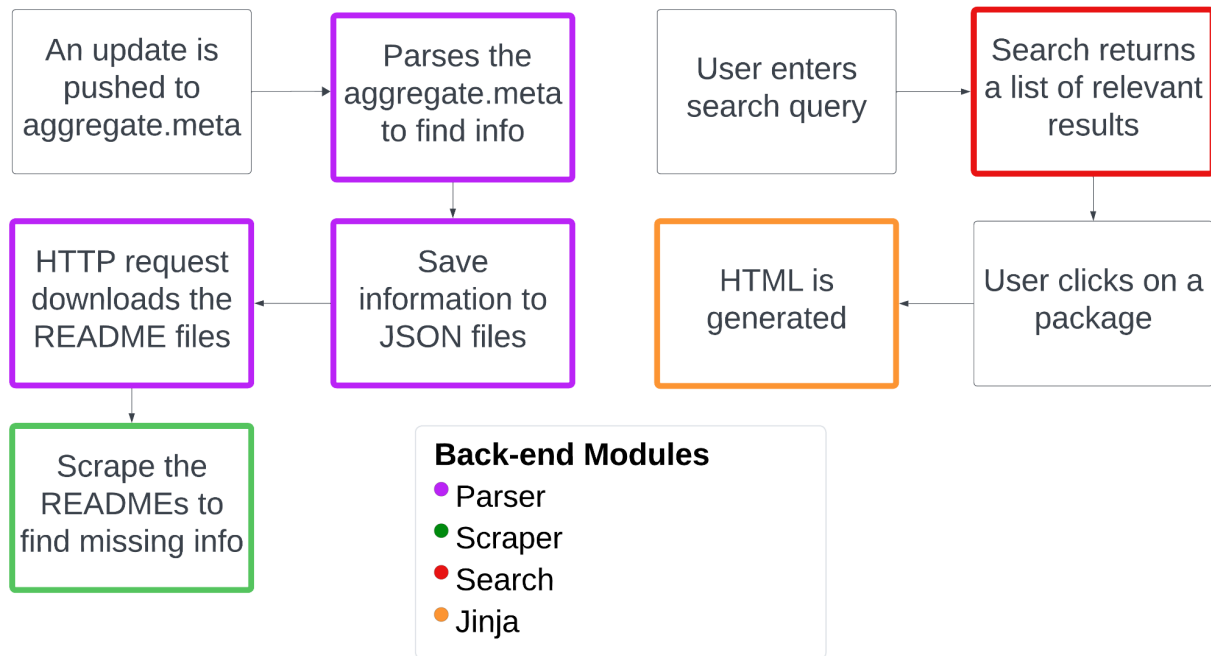 An update is
pushed to
aggregate.meta
Parses the
aggregate.meta
to find info
User enters
search query
Search returns
a list of relevant
results
HTTP request
downloads the
README files
Save
information to
JSON files
HTML is
generated
User clicks on a
package
Scrape the
READMEs to
find missing info
Back-end Modules
Parser
Scraper
Search
Jinja